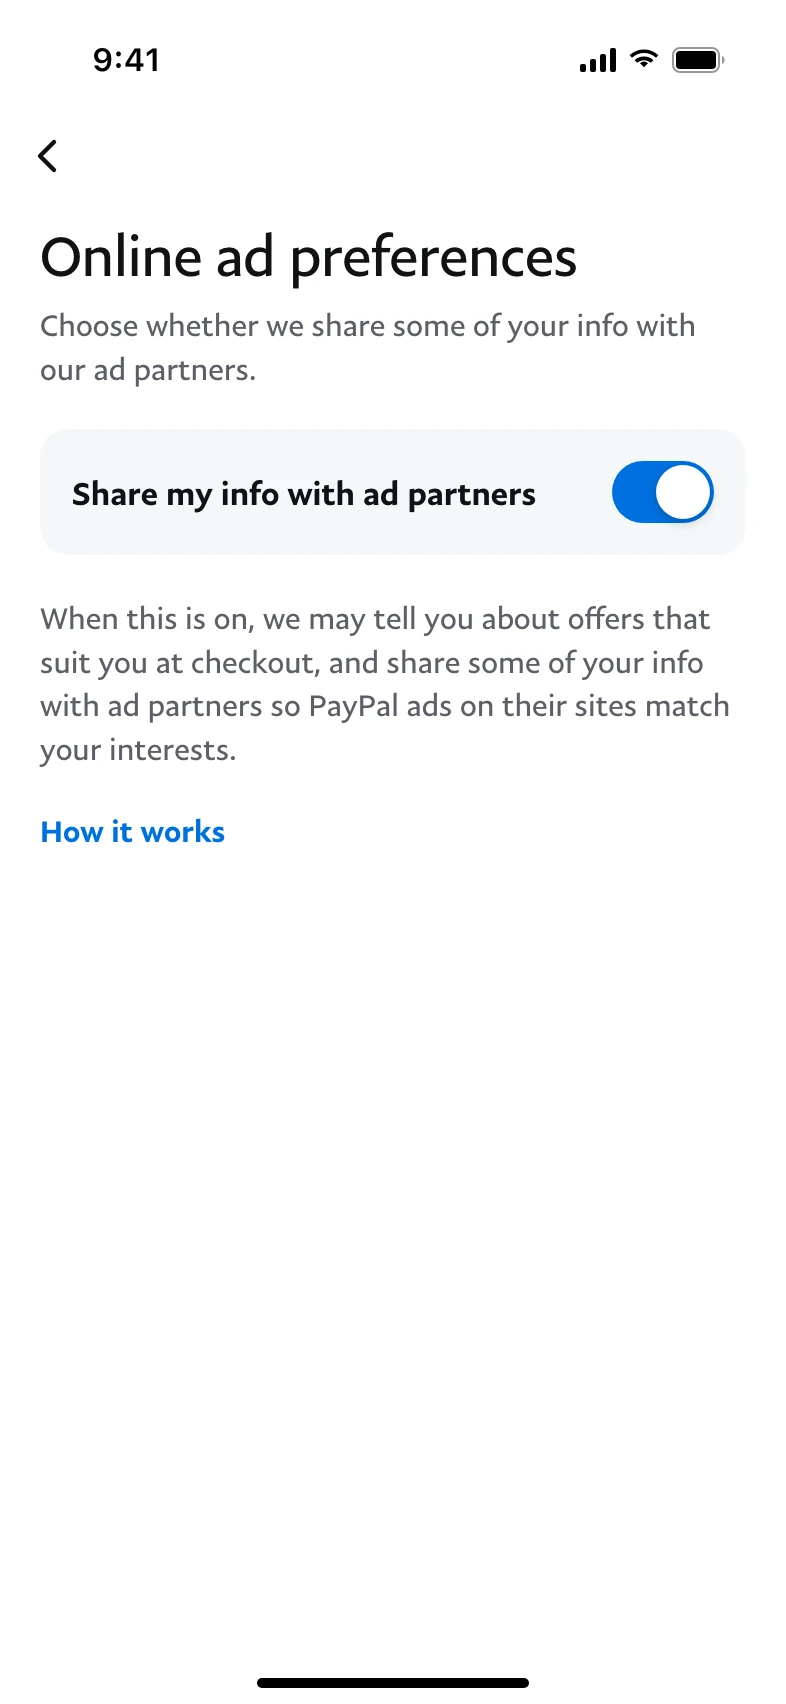 9:41
Online ad preferences
Choose whether we share some of your info with
our ad partners.
Share my info with ad partners
When this is on, we may tell you about offers that
suit you at checkout, and share some of your info
with ad partners so PayPal ads on their sites match
your interests.
How it works